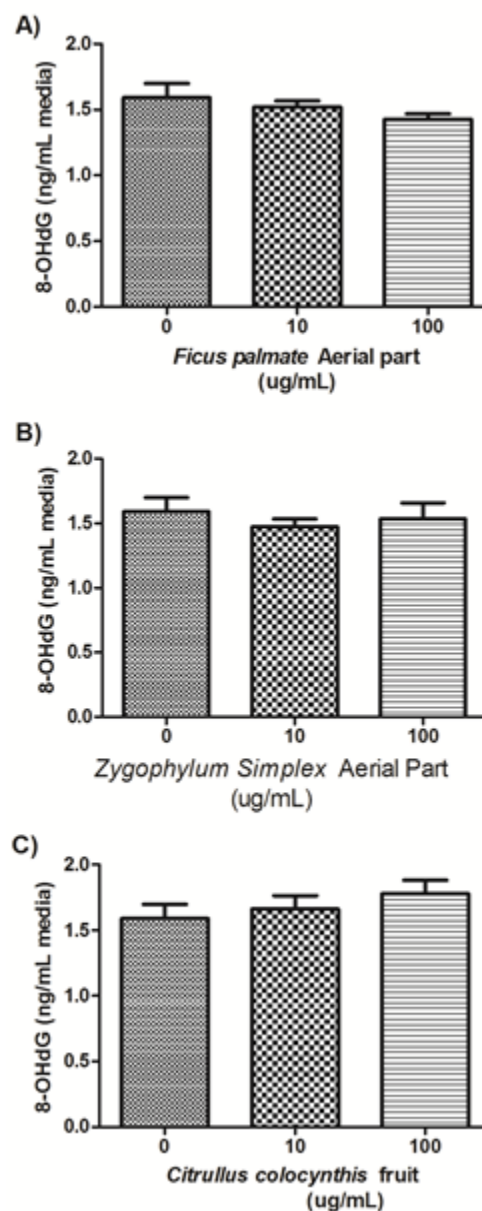 A)
8-OHdG (ng/mL media)
2.0
1.5
1.0
0.5
0.0
0 10 100
Ficus palmate Aerial part
(ug/mL)
B)
8-OHdG (ng/mL media)
2.0
1.5
1.0
0.5
0.0
0 10 100
Zygophylum Simplex Aerial Part
(ug/mL)
C)
8-OHdG (ng/mL media)
2.0
1.5
1.0
0.5
0.0
0 10 100
Citrullus colocynthis fruit
(ug/mL)